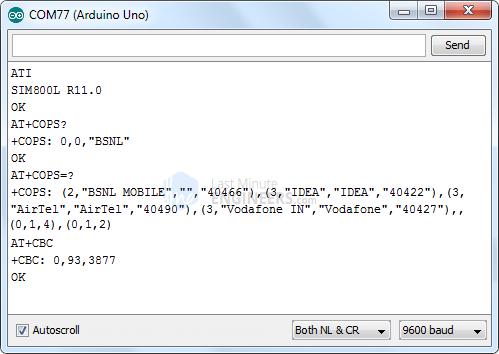 COM77 (Arduino Uno)
Send
ATI
SIM800L R11.0
OK
AT+COPS?
+COPS: 0,0,"BSNL"
OK
AT+COPS=?
+COPS: (2,"BSNL MOBILE","","40466"),(3,"IDEA","IDEA","40422"),(3,
"AirTel","AirTel","40490"),(3,"Vodafone IN","Vodafone","40427"),,
(0,1,4),(0,1,2)
AT+CBC
+CBC: 0,93,3877
OK
Last Minute
ENGINEERS.com
Autoscroll
Both NL & CR
9600 baud